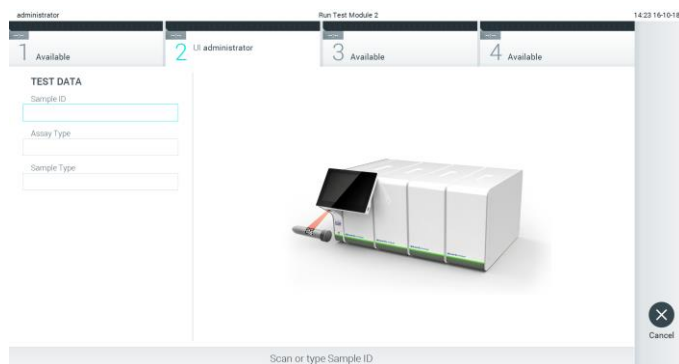 administrator Run Test Module 2 14:23 16-10-18
1 Available 2 UI administrator 3 Available 4 Available
TEST DATA
Sample ID
Assay Type
Sample Type
Cancel
Scan or type Sample ID